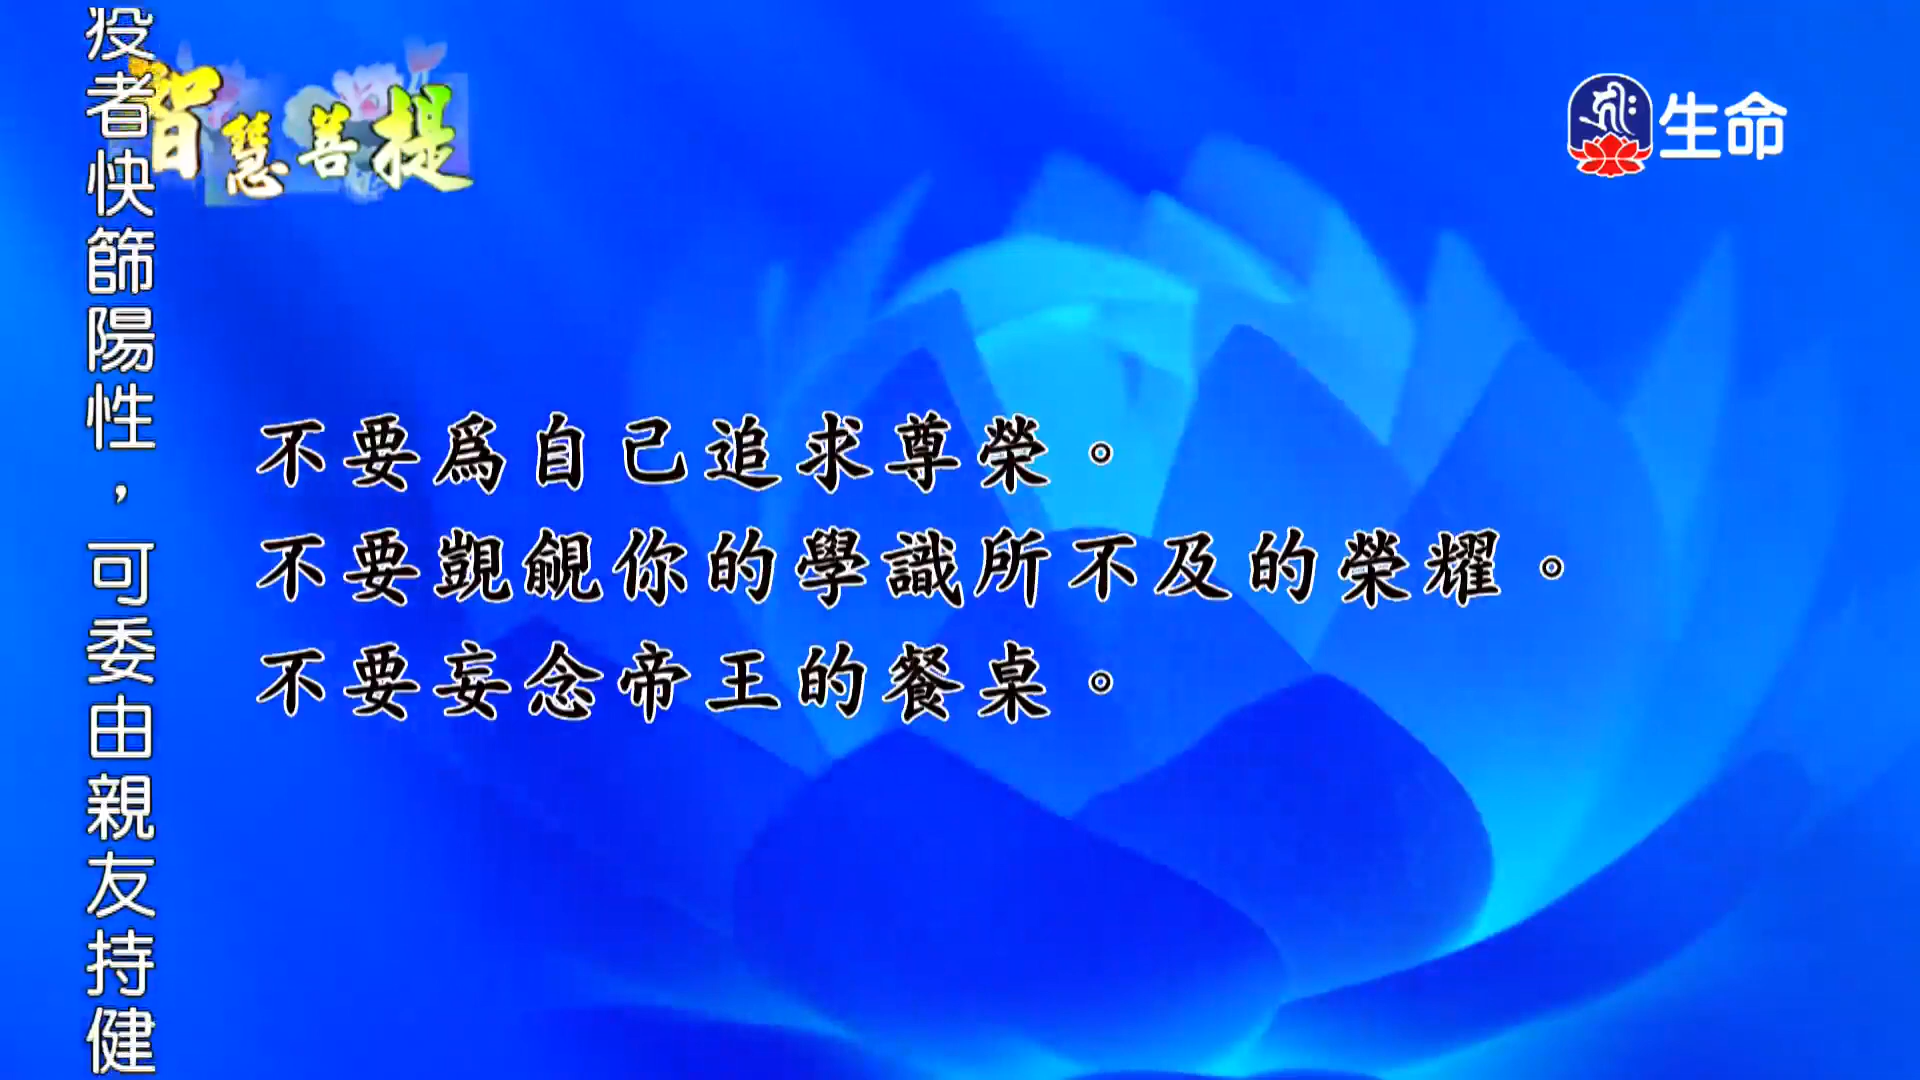 疫者快篩陽性，可委由親友持健
智慧菩提
生命
不要爲自己追求尊榮。
不要覬覦你的學識所不及的榮耀。
不要妄念帝王的餐桌。